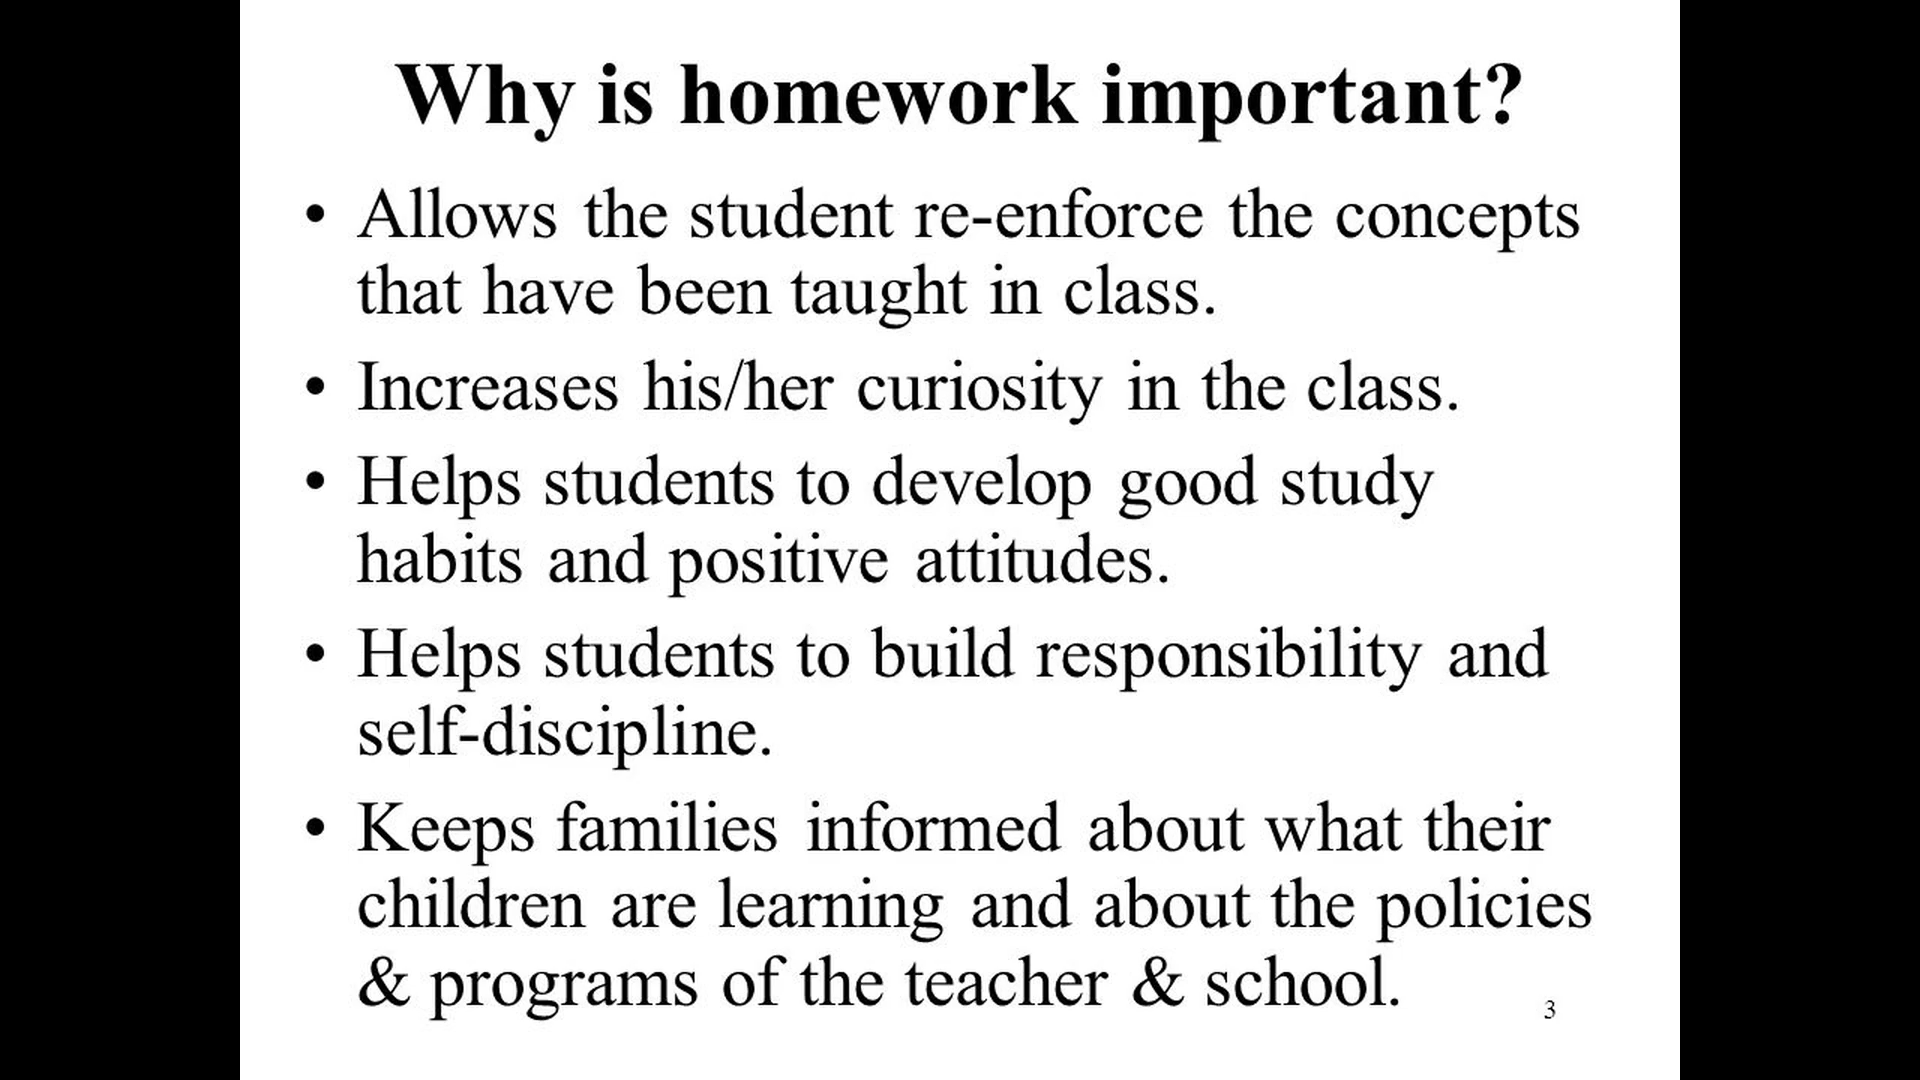 Why is homework important?
• Allows the student re-enforce the concepts
that have been taught in class.
• Increases his/her curiosity in the class.
• Helps students to develop good study
habits and positive attitudes.
• Helps students to build responsibility and
self-discipline.
• Keeps families informed about what their
children are learning and about the policies
& programs of the teacher & school.
3